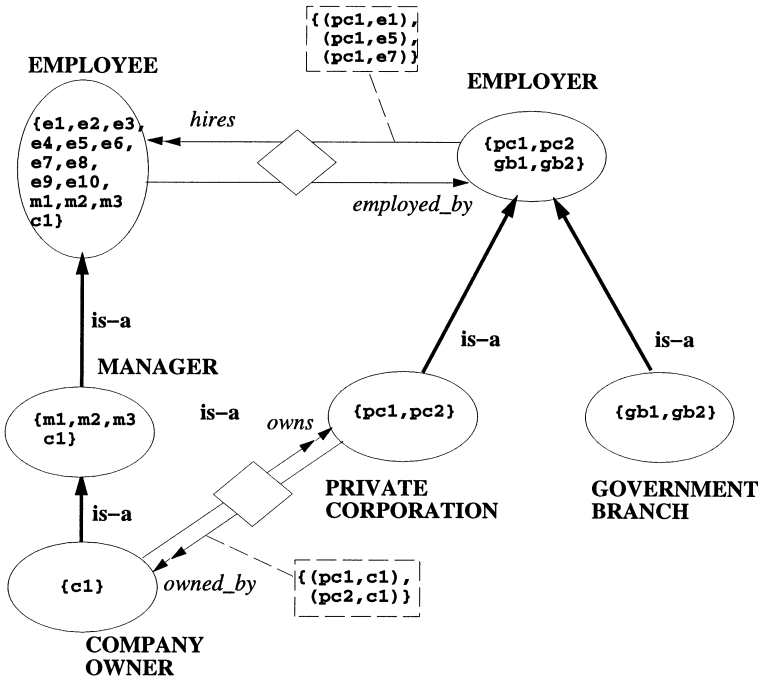 {(pc1,e1),
(pc1,e5),
(pc1,e7)}
EMPLOYEE
EMPLOYER
{e1,e2,e3,
e4,e5,e6,
e7,e8,
e9,e10,
m1,m2,m3
c1}
hires
{pc1,pc2
gb1,gb2}
employed_by
is-a
is-a
is-a
MANAGER
{m1,m2,m3
c1}
is-a
owns
{pc1,pc2}
{gb1,gb2}
PRIVATE
CORPORATION
GOVERNMENT
BRANCH
is-a
{c1}
owned_by
{(pc1,c1),
(pc2,c1)}
COMPANY
OWNER